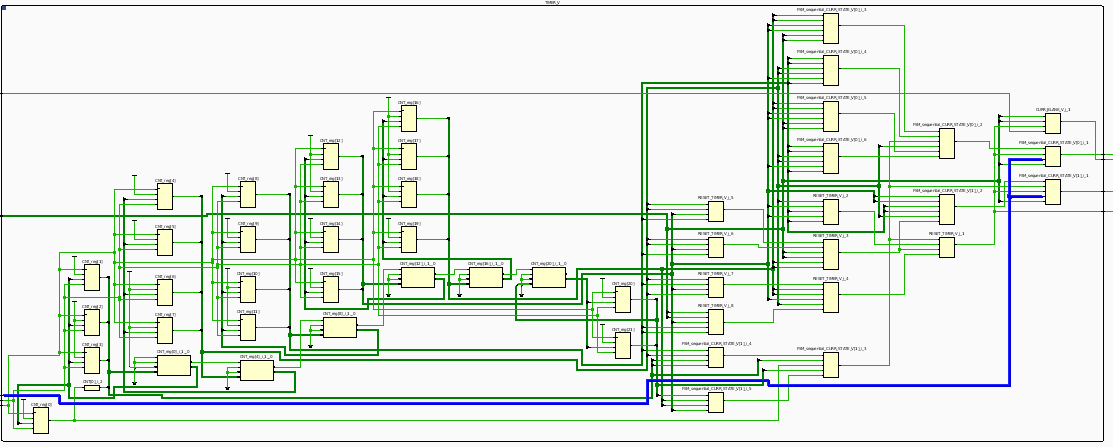 TIMER_V
FSM_sequential_CURR_STATE_V[0]_i_3
FSM_sequential_CURR_STATE_V[0]_i_4
FSM_sequential_CURR_STATE_V[0]_i_5
FSM_sequential_CURR_STATE_V[0]_i_6
FSM_sequential_CURR_STATE_V[0]_i_2
FSM_sequential_CURR_STATE_V[0]_i_1
FSM_sequential_CURR_STATE_V[1]_i_1
FSM_sequential_CURR_STATE_V[1]_i_2
RESET_TIMER_V_i_1
RESET_TIMER_V_i_2
RESET_TIMER_V_i_3
RESET_TIMER_V_i_4
FSM_sequential_CURR_STATE_V[1]_i_3
RESET_TIMER_V_i_5
RESET_TIMER_V_i_6
RESET_TIMER_V_i_7
RESET_TIMER_V_i_8
FSM_sequential_CURR_STATE_V[1]_i_4
FSM_sequential_CURR_STATE_V[1]_i_5
CNT_reg[16]
CNT_reg[17]
CNT_reg[18]
CNT_reg[19]
CNT_reg[12]
CNT_reg[13]
CNT_reg[14]
CNT_reg[15]
CNT_reg[8]
CNT_reg[9]
CNT_reg[10]
CNT_reg[11]
CNT_reg[4]
CNT_reg[5]
CNT_reg[6]
CNT_reg[7]
CNT_reg[1]
CNT_reg[2]
CNT_reg[3]
CNT[0]_i_2
CNT_reg[0]
CNT_reg[0]_i_1__0
CNT_reg[4]_i_1__0
CNT_reg[8]_i_1__0
CNT_reg[12]_i_1__0
CNT_reg[16]_i_1__0
CNT_reg[20]_i_1__0
CNT_reg[20]
CNT_reg[21]